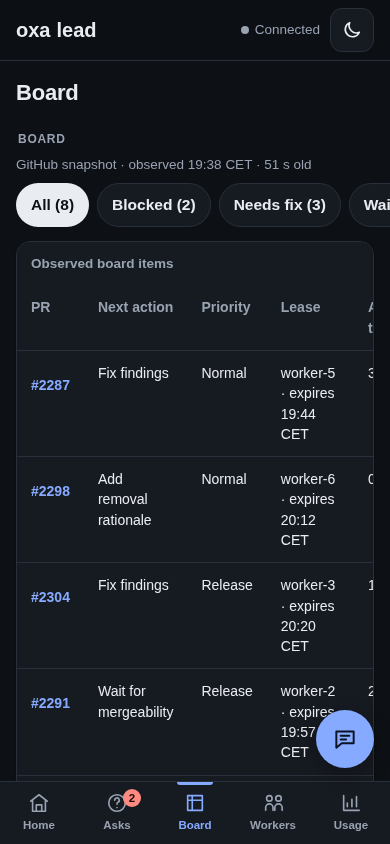 oxa lead
Connected
Board
BOARD
GitHub snapshot · observed 19:38 CET · 51 s old
All (8)
Blocked (2)
Needs fix (3)
Wai
Observed board items
PR
Next action
Priority
Lease
#2287
Fix findings
Normal
worker-5
· expires
19:44
CET
#2298
Add
removal
rationale
Normal
worker-6
· expires
20:12
CET
#2304
Fix findings
Release
worker-3
· expires
20:20
CET
#2291
Wait for
mergeability
Release
worker-2
· expires
19:57
CET
Home
2
Asks
Board
Workers
Usage